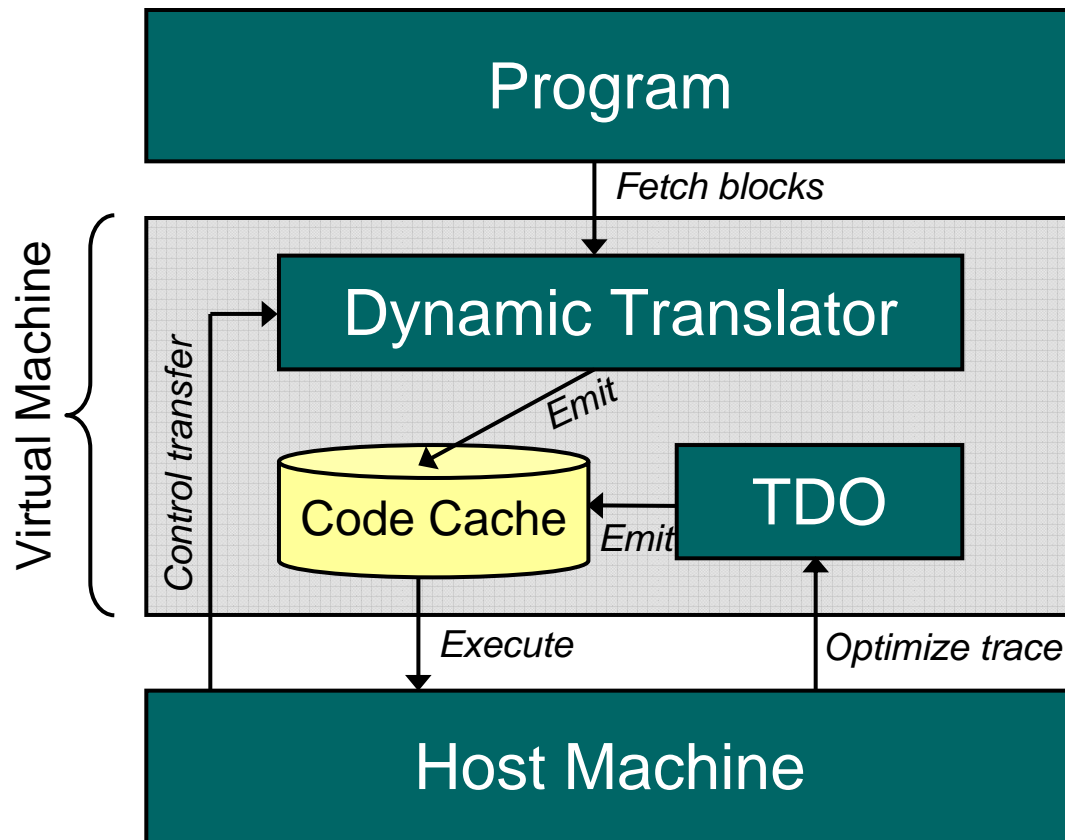 Program
Fetch blocks
Virtual Machine
Dynamic Translator
Control transfer
Emit
Code Cache
Emit
TDO
Execute
Optimize trace
Host Machine